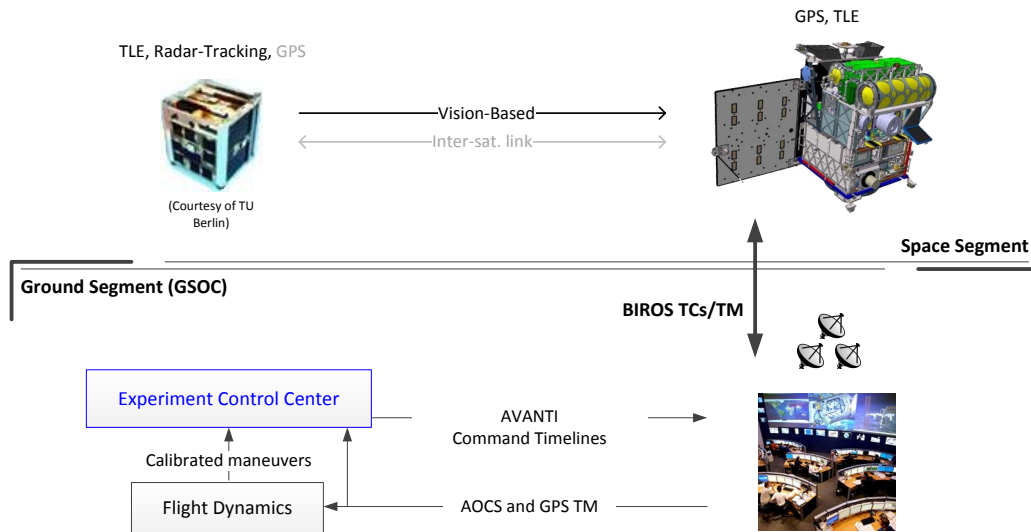 GPS, TLE
TLE, Radar-Tracking, GPS
Vision-Based
Inter-sat. link
(Courtesy of TU
Berlin)
Space Segment
Ground Segment (GSOC)
BIROS TCs/TM
Experiment Control Center
AVANTI
Command Timelines
Calibrated maneuvers
Flight Dynamics
AOCS and GPS TM